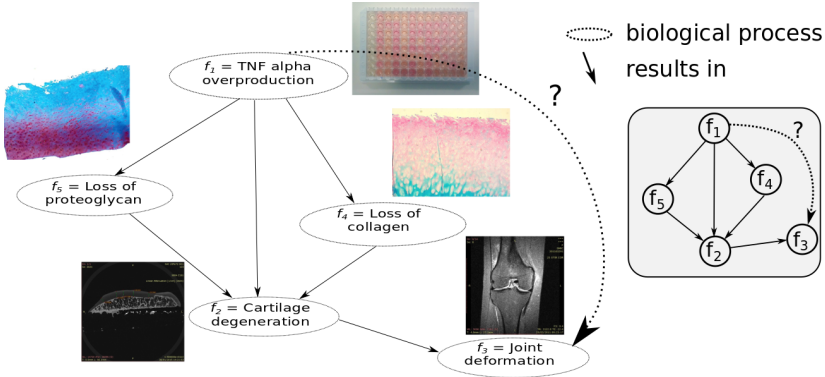 f₁ = TNF alpha
overproduction
?
f₅ = Loss of
proteoglycan
f₄ = Loss of
collagen
f₂ = Cartilage
degeneration
f₃ = Joint
deformation
biological process
results in
f₁
?
f₄
f₅
f₃
f₂